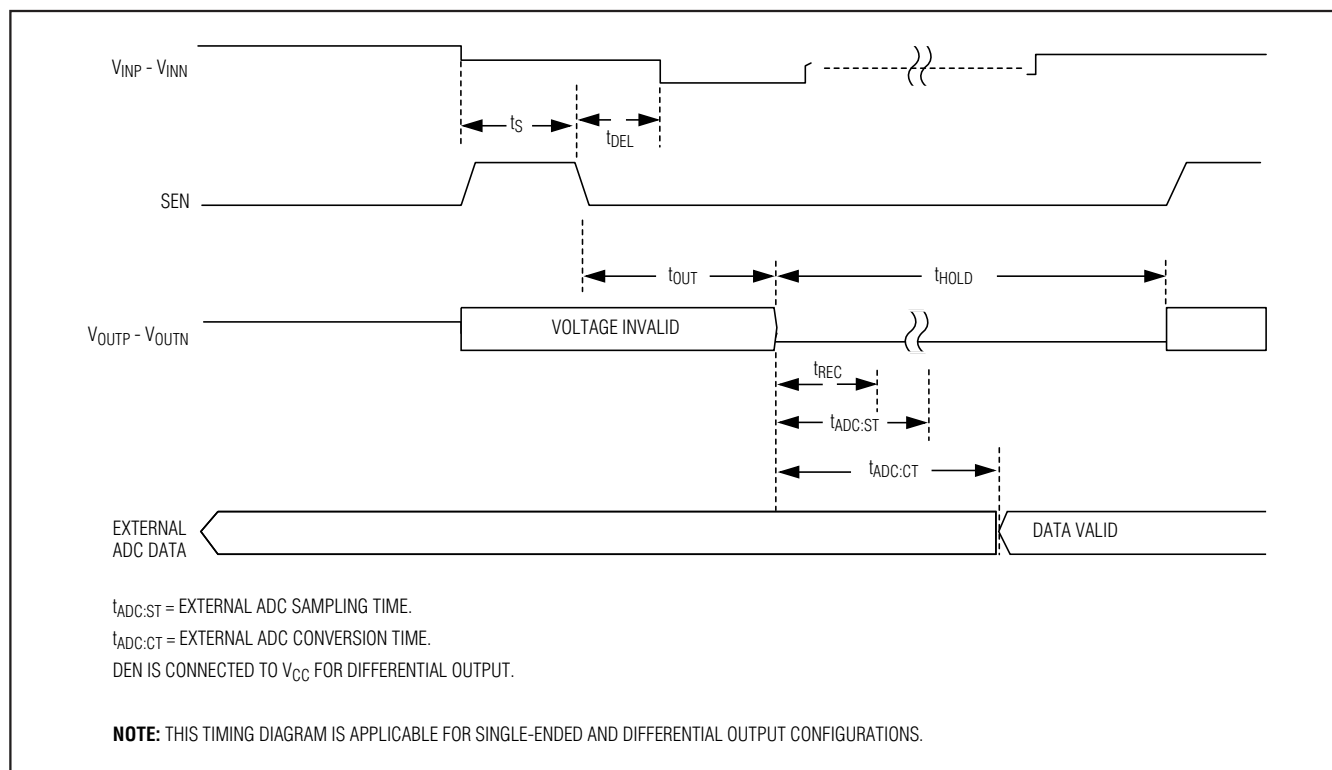 VINP - VINN
tS
tDEL
SEN
tOUT
tHOLD
VOUTP - VOUTN
VOLTAGE INVALID
tREC
tADC:ST
tADC:CT
EXTERNAL
ADC DATA
DATA VALID
tADC:ST = EXTERNAL ADC SAMPLING TIME.
tADC:CT = EXTERNAL ADC CONVERSION TIME.
DEN IS CONNECTED TO VCC FOR DIFFERENTIAL OUTPUT.
NOTE: THIS TIMING DIAGRAM IS APPLICABLE FOR SINGLE-ENDED AND DIFFERENTIAL OUTPUT CONFIGURATIONS.